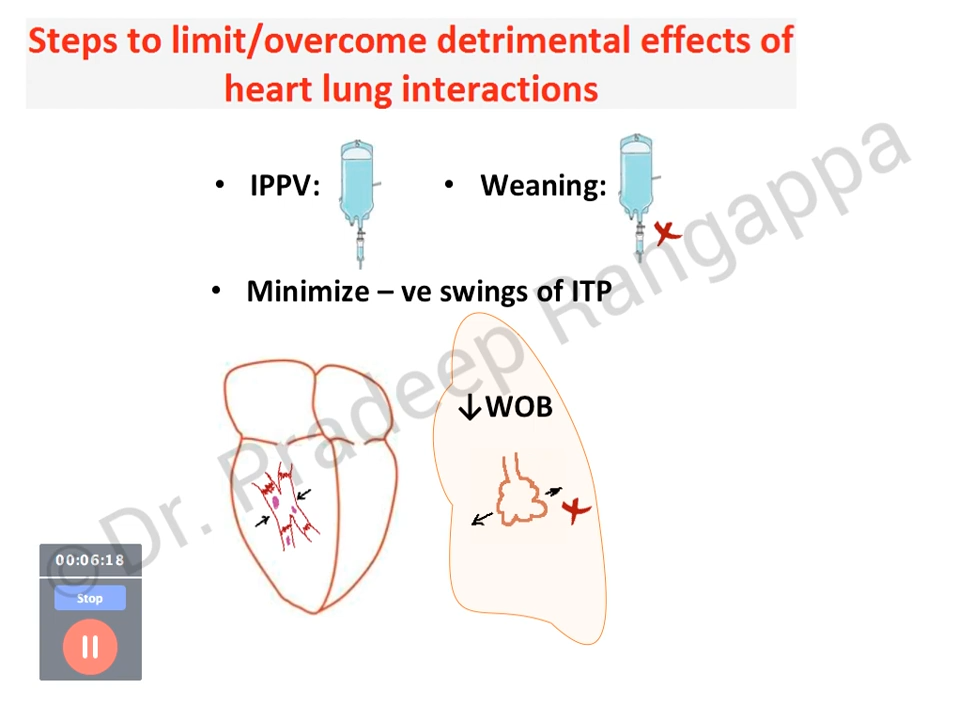 Steps to limit/overcome detrimental effects of
heart lung interactions
• IPPV: • Weaning:
• Minimize – ve swings of ITP
↓WOB
© Dr. Pradeep Rangappa
00:06:18
Stop